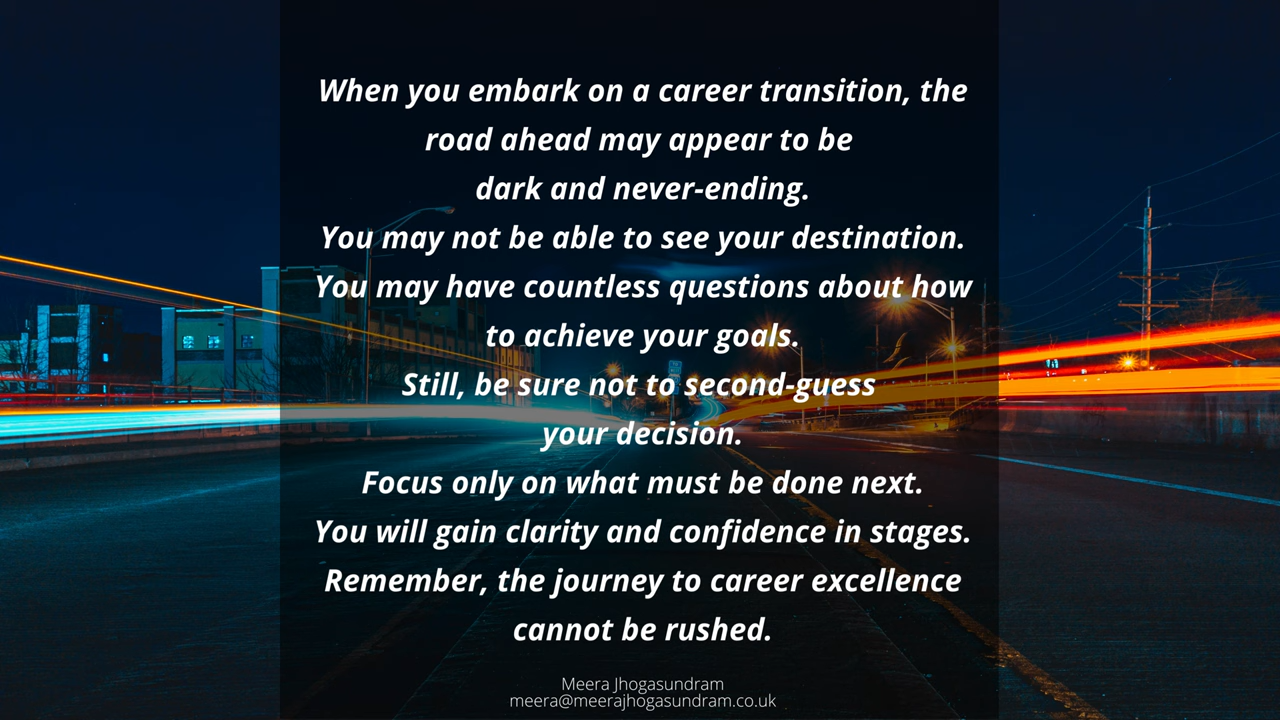 When you embark on a career transition, the
road ahead may appear to be
dark and never-ending.
You may not be able to see your destination.
You may have countless questions about how
to achieve your goals.
Still, be sure not to second-guess
your decision.
Focus only on what must be done next.
You will gain clarity and confidence in stages.
Remember, the journey to career excellence
cannot be rushed.
Meera Jhogasundram
meera@meerajhogasundram.co.uk